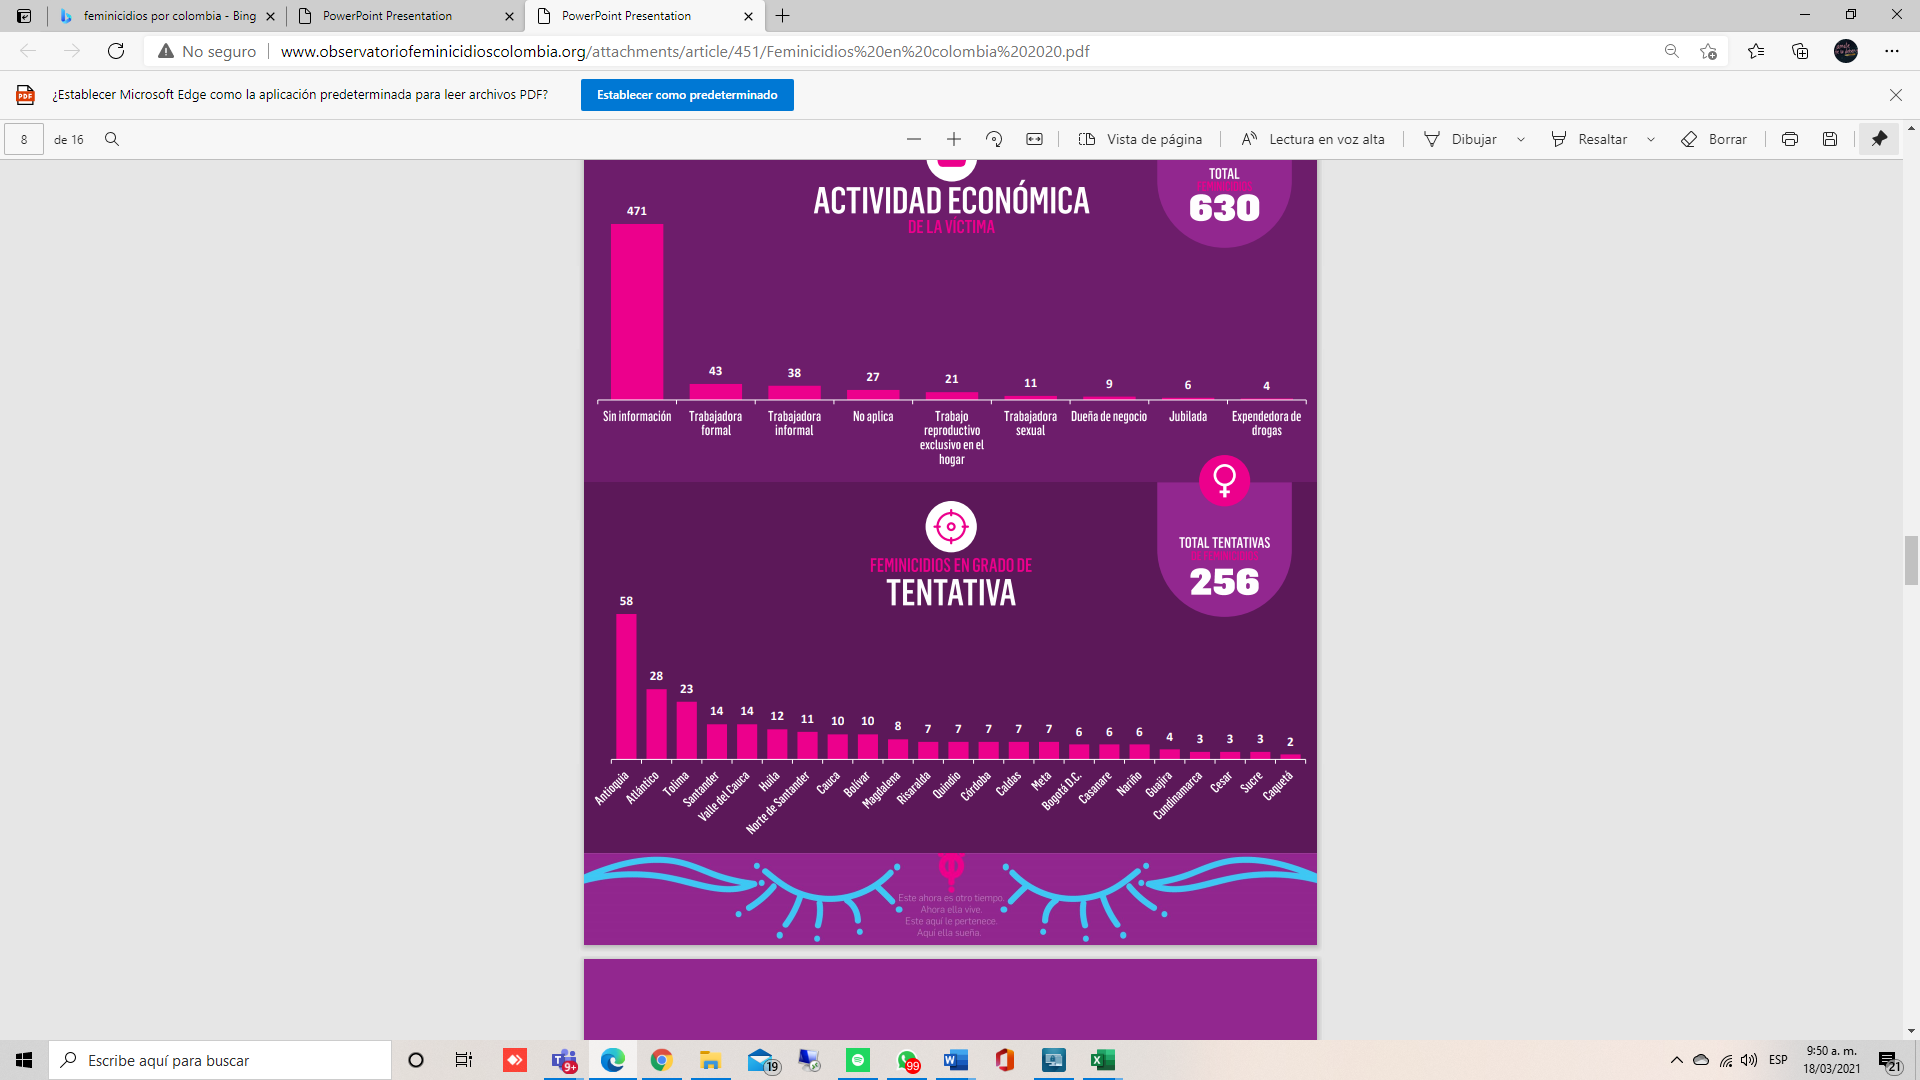 feminicidios por colombia - Bing
PowerPoint Presentation
PowerPoint Presentation
No seguro
www.observatoriofeminicidioscolombia.org/attachments/article/451/Feminicidios%20en%20colombia%202020.pdf
PDF
¿Establecer Microsoft Edge como la aplicación predeterminada para leer archivos PDF?
Establecer como predeterminado
8 de 16
Vista de página
Lectura en voz alta
Dibujar
Resaltar
Borrar
ACTIVIDAD ECONÓMICA
DE LA VÍCTIMA
TOTAL
630
471
43
38
27
21
11
9
6
4
Sin información
Trabajadora
formal
Trabajadora
informal
No aplica
Trabajo
reproductivo
exclusivo en el
hogar
Trabajadora
sexual
Dueña de negocio
Jubilada
Expendedora de
drogas
FEMINICIDIOS EN GRADO DE
TENTATIVA
TOTAL TENTATIVAS
256
58
28
23
14
14
12
11
10
10
8
7
7
7
7
7
6
6
6
4
3
3
3
2
Antioquia
Atlántico
Tolima
Santander
Valle del Cauca
Huila
Norte de Santander
Cauca
Bolívar
Magdalena
Risaralda
Quindío
Córdoba
Caldas
Meta
Bogotá D.C.
Casanare
Nariño
Guajira
Cundinamarca
Cesar
Sucre
Caquetá
Este ahora es otro tiempo.
Ahora ella vive.
Este aquí le pertenece.
Aquí ella sueña.
Escribe aquí para buscar
9+
19
99
ESP
9:50 a. m.
18/03/2021
21